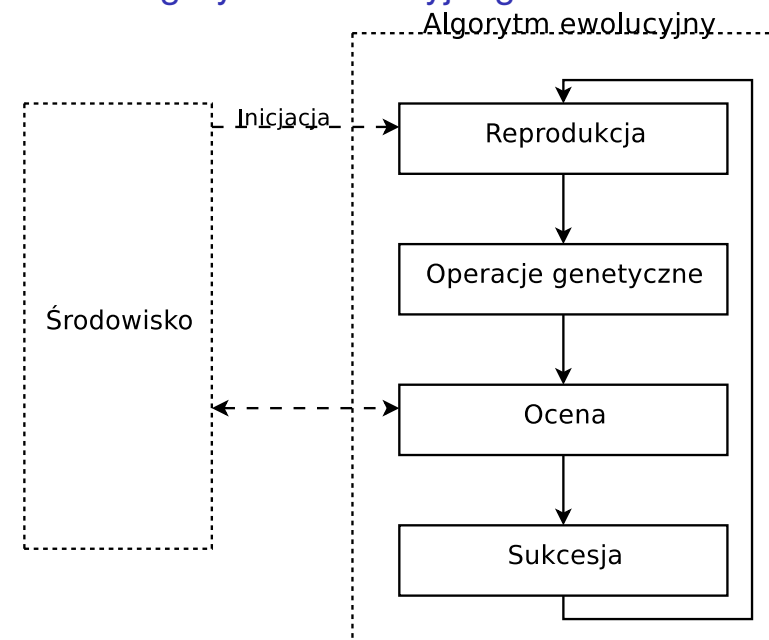 Algorytm ewolucyjny
Inicjacja
Reprodukcja
Operacje genetyczne
Środowisko
Ocena
Sukcesja